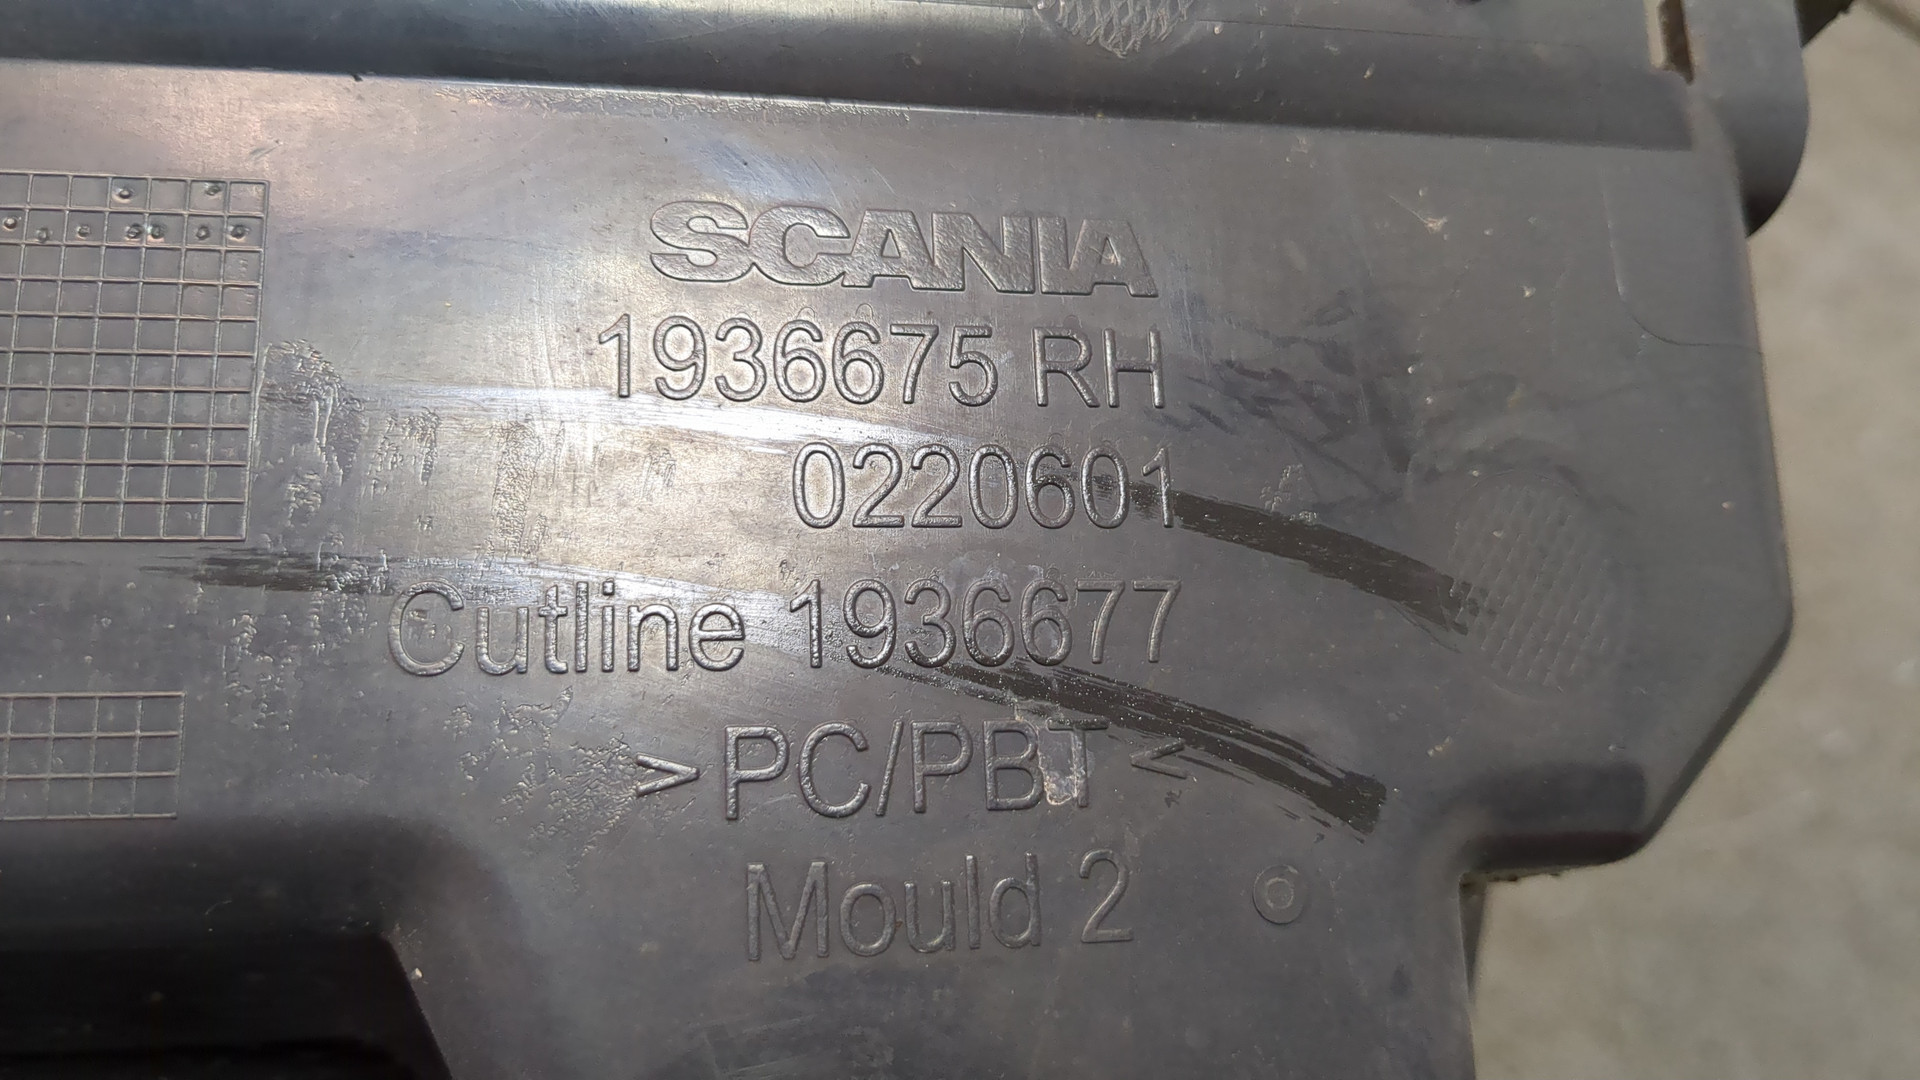 SCANIA
1936675 RH
0220601
Cutline 1936677
>PC/PBT<
Mould 2